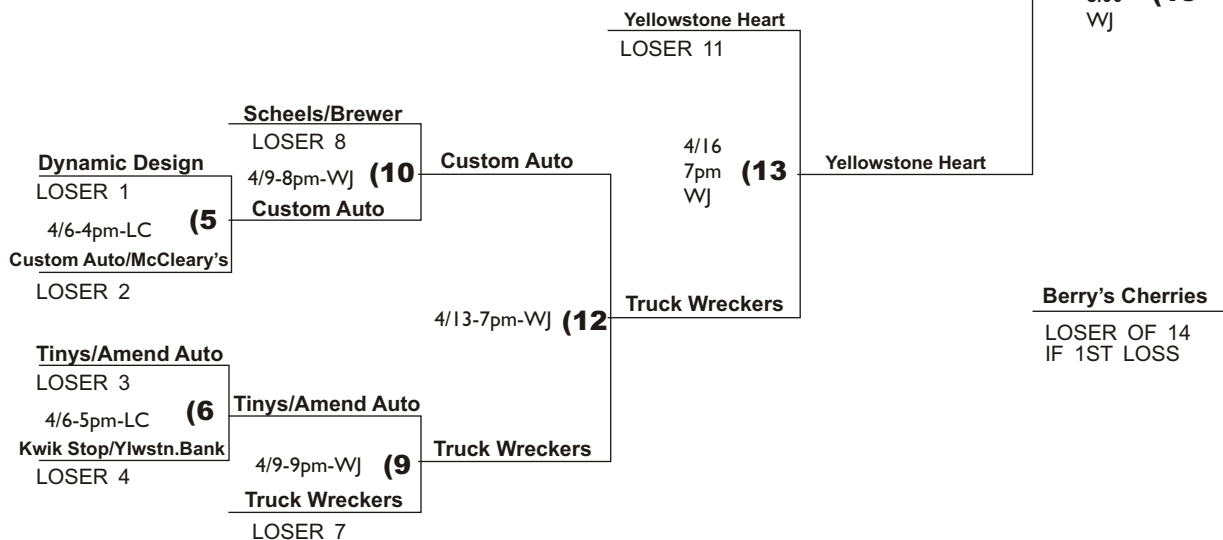 WJ
Yellowstone Heart
LOSER 11
Scheels/Brewer
LOSER 8
4/9-8pm-WJ (10
Custom Auto
Dynamic Design
LOSER 1
4/6-4pm-LC (5
Custom Auto
Custom Auto/McCleary's
LOSER 2
4/16
7pm
WJ
(13
Yellowstone Heart
4/13-7pm-WJ (12
Truck Wreckers
Berry's Cherries
LOSER OF 14
IF 1ST LOSS
Tinys/Amend Auto
LOSER 3
4/6-5pm-LC (6
Tinys/Amend Auto
Kwik Stop/Ylwstn.Bank
LOSER 4
4/9-9pm-WJ (9
Truck Wreckers
Truck Wreckers
LOSER 7